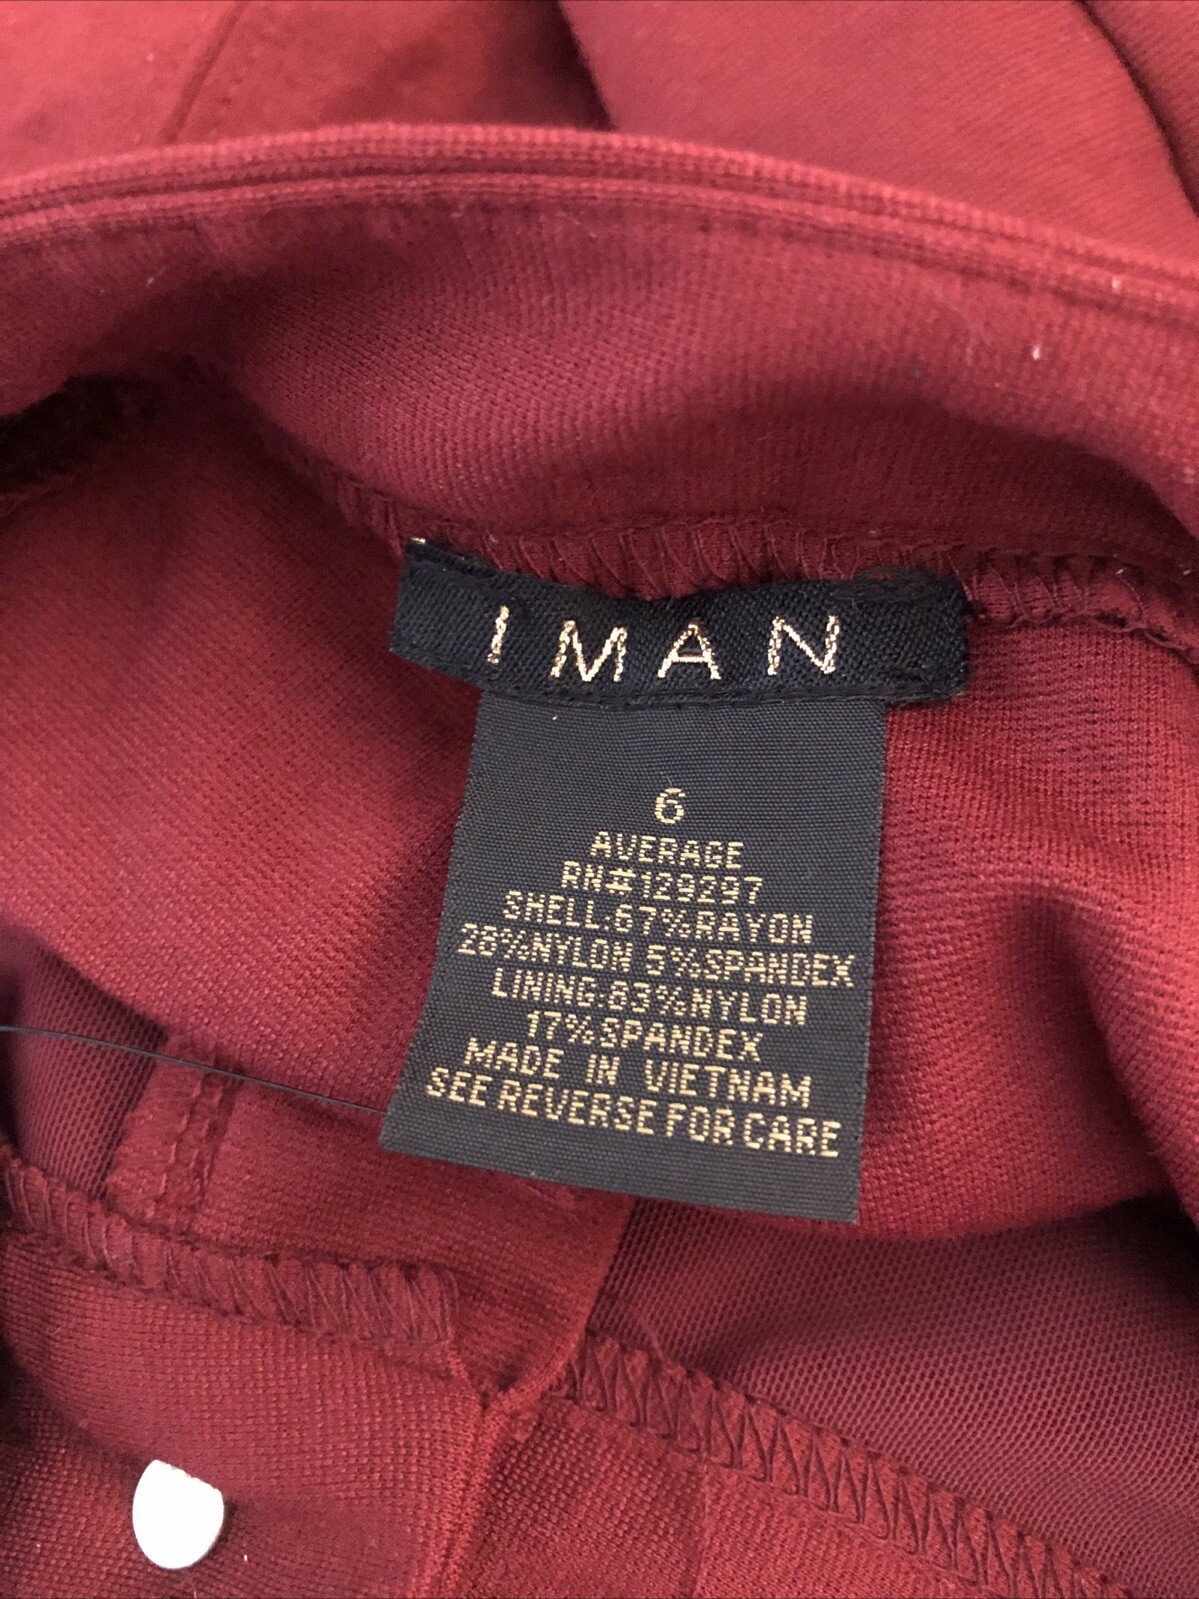 IMAN
6
AVERAGE
RN#129297
SHELL:67%RAYON
28%NYLON 5%SPANDEX
LINING:83%NYLON
17%SPANDEX
MADE IN VIETNAM
SEE REVERSE FOR CARE